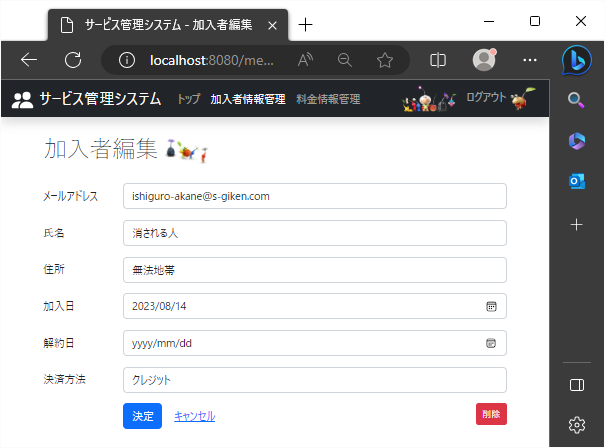 サービス管理システム - 加入者編集
localhost:8080/me...
サービス管理システム トップ 加入者情報管理 料金情報管理 ログアウト
加入者編集
メールアドレス ishiguro-akane@s-giken.com
氏名 消される人
住所 無法地帯
加入日 2023/08/14
解約日 yyyy/mm/dd
決済方法 クレジット
決定 キャンセル 削除